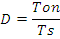 D = Ton / Ts